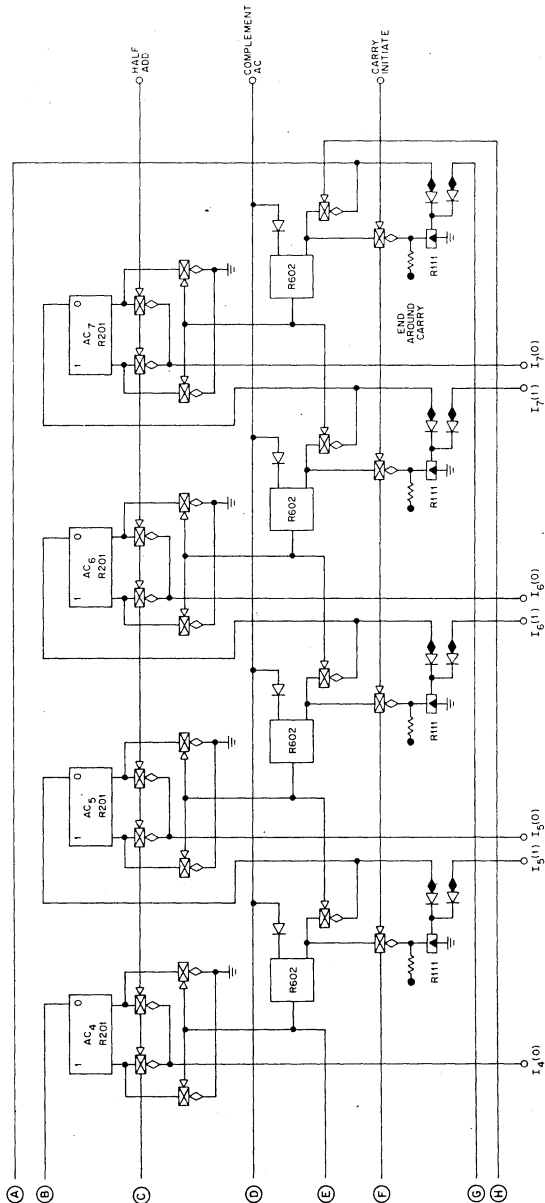 A
B
C
D
E
F
G
H
1 0
AC4
R201
1 0
AC5
R201
1 0
AC6
R201
1 0
AC7
R201
HALF
ADD
COMPLEMENT
AC
CARRY
INITIATE
R602
R602
R602
R602
END
AROUND
CARRY
R111
R111
R111
R111
I4(0)
I5(1)
I5(0)
I6(1)
I6(0)
I7(1)
I7(0)